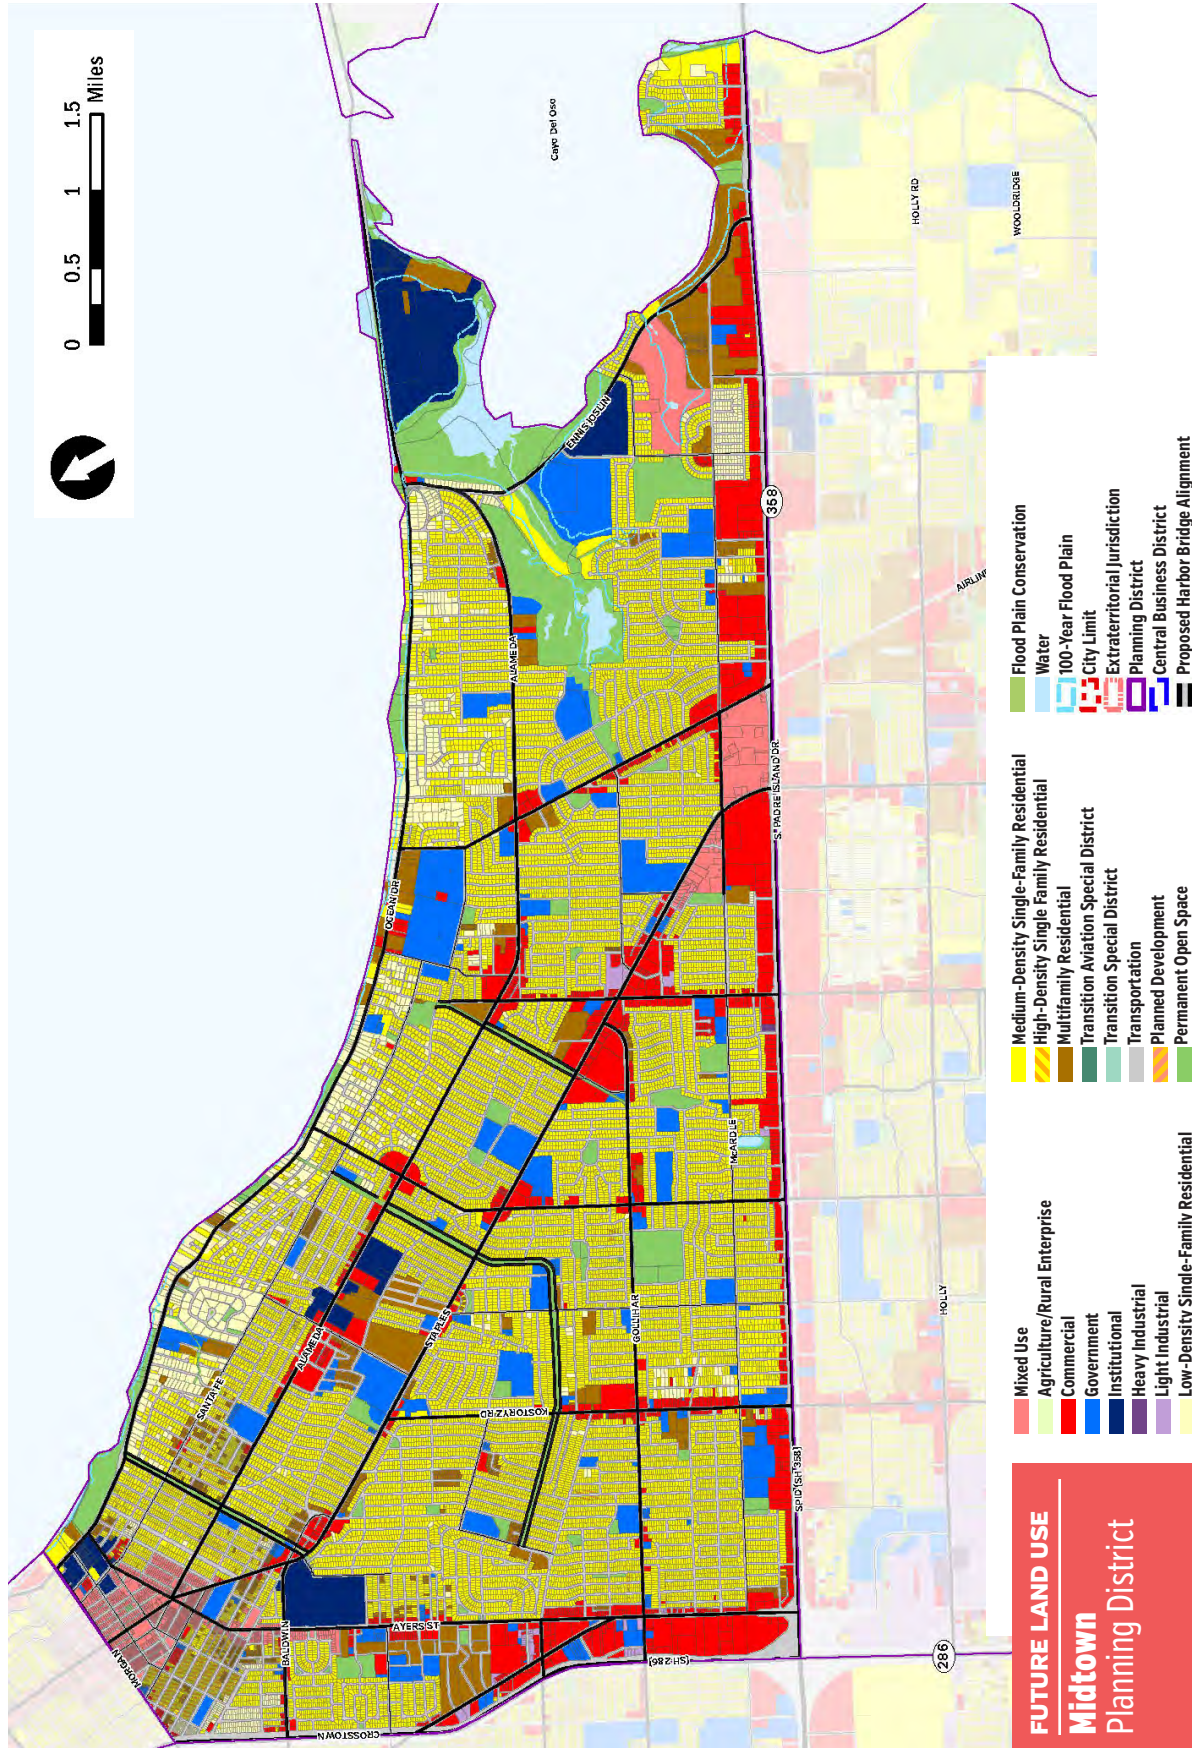 0 0.5 1 1.5
Miles
Cayo Del Oso
HOLLY RD
WOOLDRIDGE
ENNIS JOSLIN
358
ALAMEDA
AIRLINE
OCEAN DR
S PADRE ISLAND DR
McARDLE
SANTA FE
ALAMEDA
STAPLES
GOLLIHAR
HOLLY
KOSTORYZ RD
SPID (SH 358)
MORGAN
BALDWIN
AYERS ST
(SH 286)
286
CROSSTOWN
FUTURE LAND USE
Midtown
Planning District
Mixed Use
Agriculture/Rural Enterprise
Commercial
Government
Institutional
Heavy Industrial
Light Industrial
Low-Density Single-Family Residential
Medium-Density Single-Family Residential
High-Density Single Family Residential
Multifamily Residential
Transition Aviation Special District
Transition Special District
Transportation
Planned Development
Permanent Open Space
Flood Plain Conservation
Water
100-Year Flood Plain
City Limit
Extraterritorial Jurisdiction
Planning District
Central Business District
Proposed Harbor Bridge Alignment